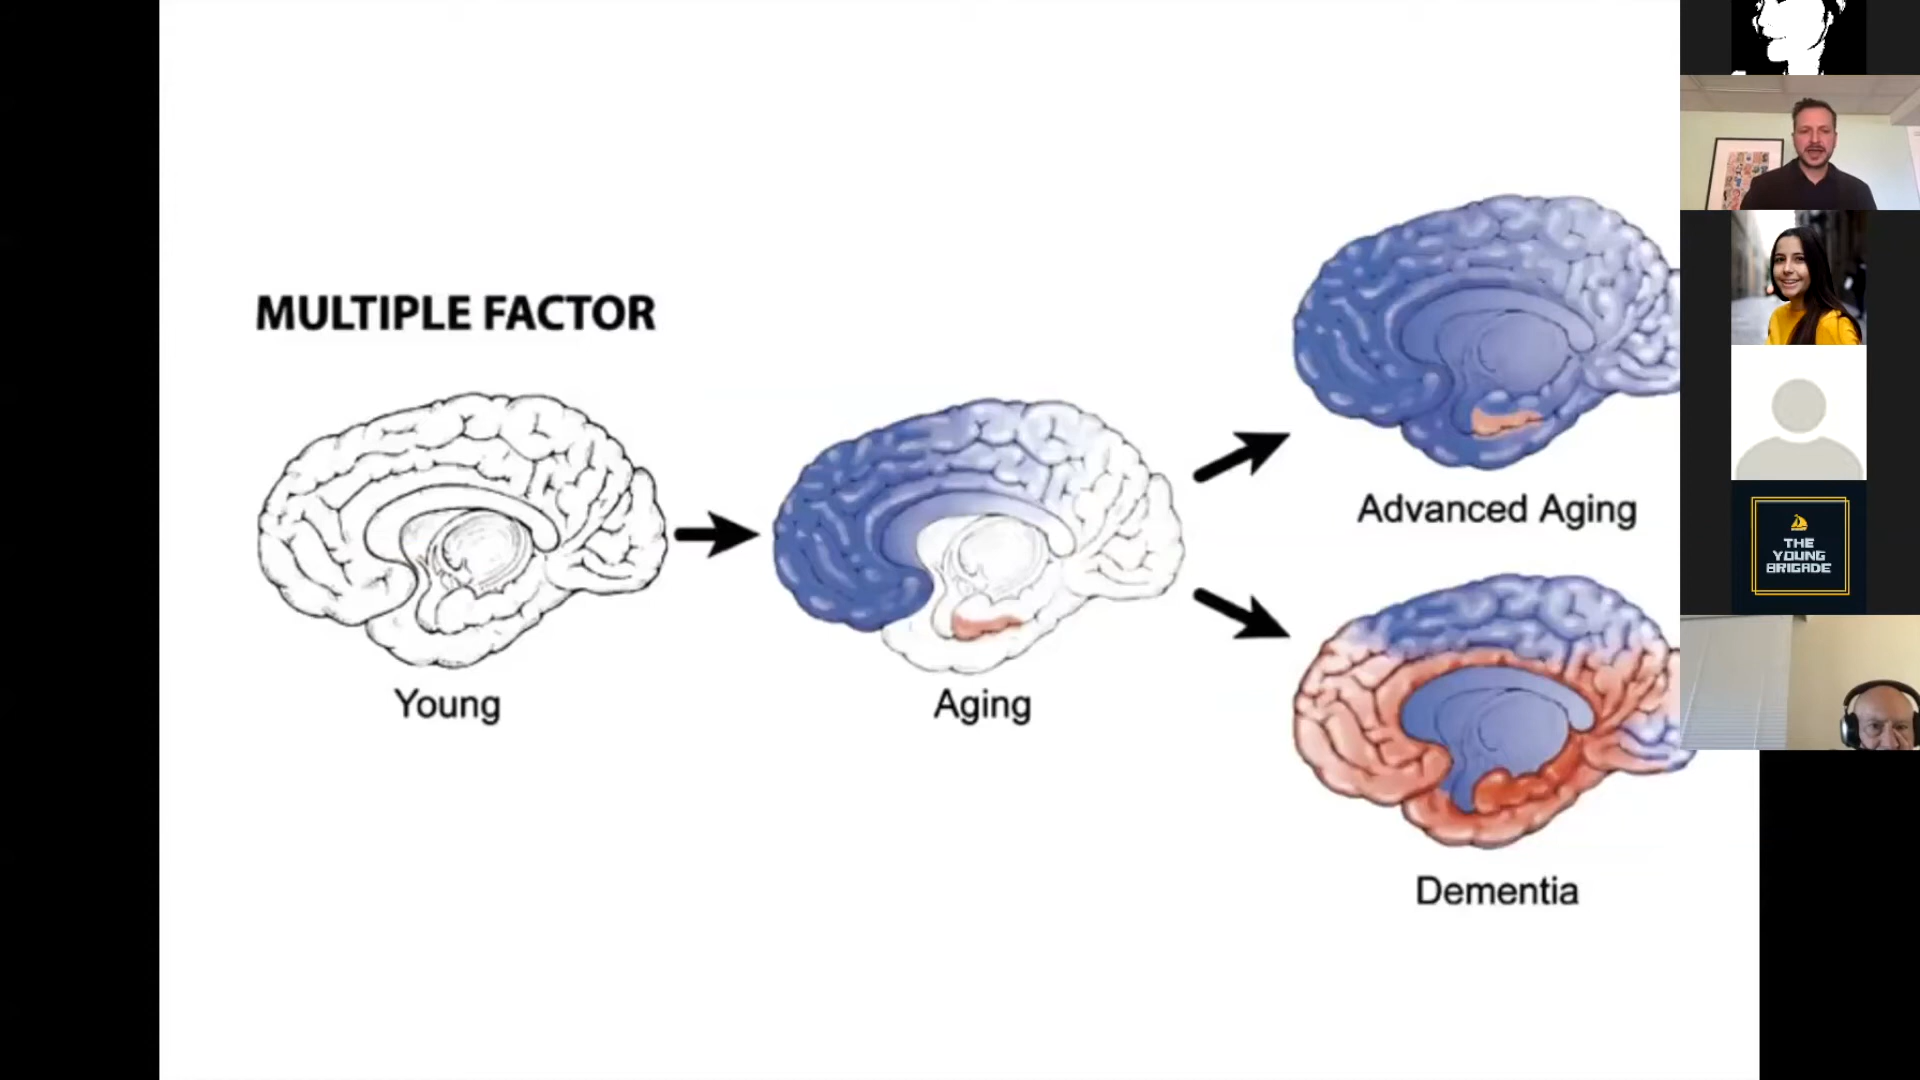 MULTIPLE FACTOR
Young
Aging
Advanced Aging
Dementia
THE
YOUNG
BRIGADE